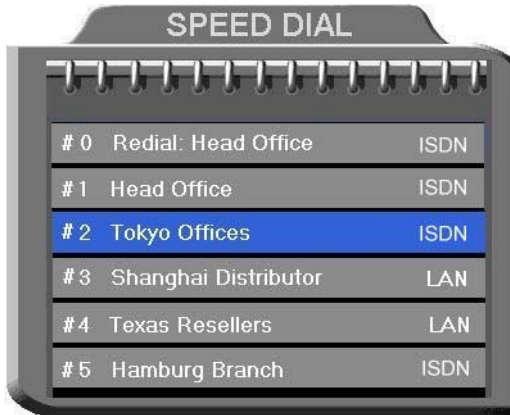 SPEED DIAL
# 0 Redial: Head Office ISDN
# 1 Head Office ISDN
# 2 Tokyo Offices ISDN
# 3 Shanghai Distributor LAN
# 4 Texas Resellers LAN
# 5 Hamburg Branch ISDN